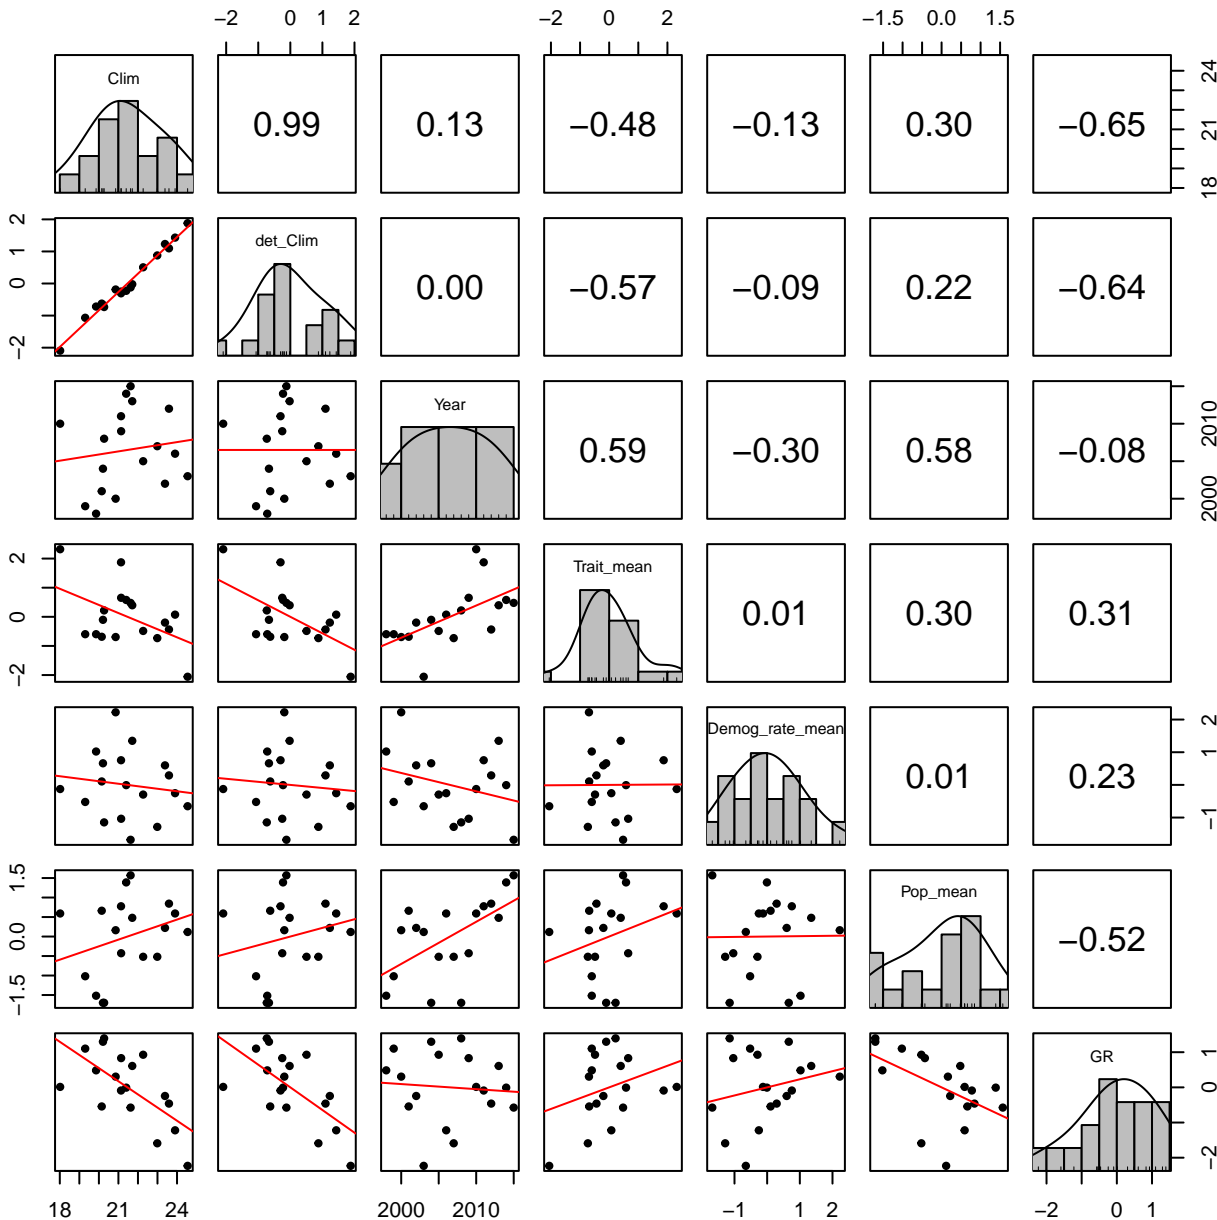 −2 0 1 2 −2 0 2 −1.5 0.0 1.5
Clim 0.99 0.13 −0.48 −0.13 0.30 −0.65 18 21 24
−2 0 1 2 det_Clim 0.00 −0.57 −0.09 0.22 −0.64
Year 0.59 −0.30 0.58 −0.08 2000 2010
−2 0 2 Trait_mean 0.01 0.30 0.31
Demog_rate_mean 0.01 0.23 −1 1 2
−1.5 0.0 1.5 Pop_mean −0.52
GR −2 0 1
18 21 24 2000 2010 −1 0 1 2 −2 0 1